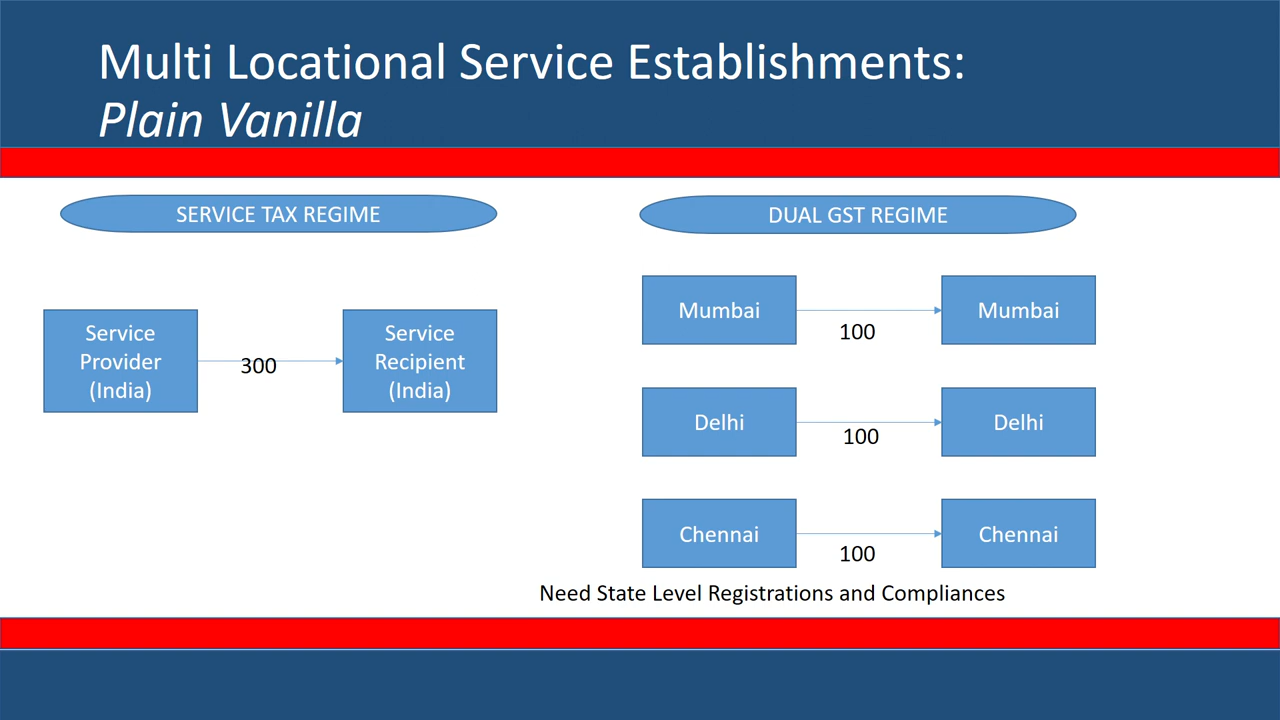 Multi Locational Service Establishments:
Plain Vanilla
SERVICE TAX REGIME
Service
Provider
(India)
300
Service
Recipient
(India)
DUAL GST REGIME
Mumbai
100
Mumbai
Delhi
100
Delhi
Chennai
100
Chennai
Need State Level Registrations and Compliances